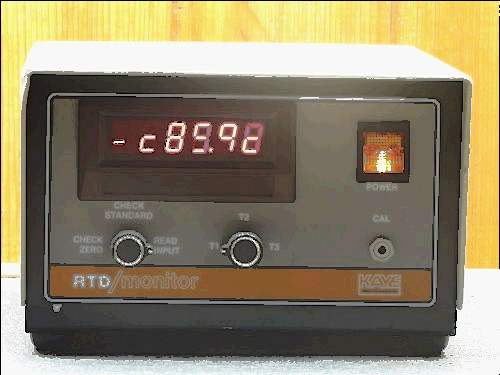 -c85.9c
POWER
CHECK
STANDARD
T2
CAL
CHECK
ZERO
READ
INPUT
T1
T3
RTD/monitor
KAYE